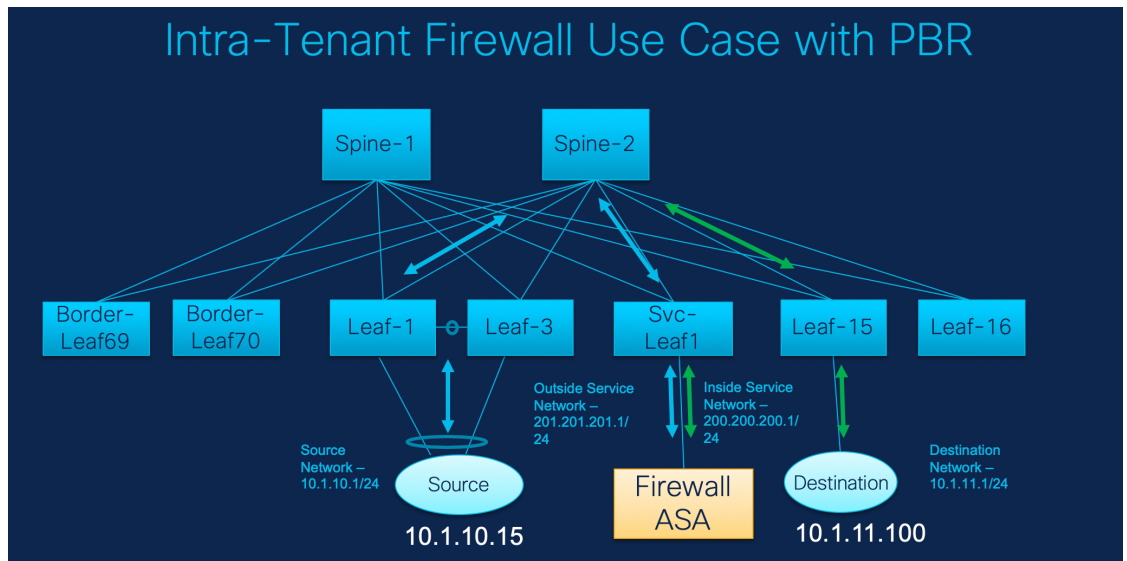 Intra-Tenant Firewall Use Case with PBR
Spine-1
Spine-2
Border-
Leaf69
Border-
Leaf70
Leaf-1
Leaf-3
Svc-
Leaf1
Leaf-15
Leaf-16
Outside Service
Network –
201.201.201.1/
24
Inside Service
Network –
200.200.200.1/
24
Source
Network –
10.1.10.1/24
Source
10.1.10.15
Firewall
ASA
Destination
10.1.11.100
Destination
Network –
10.1.11.1/24